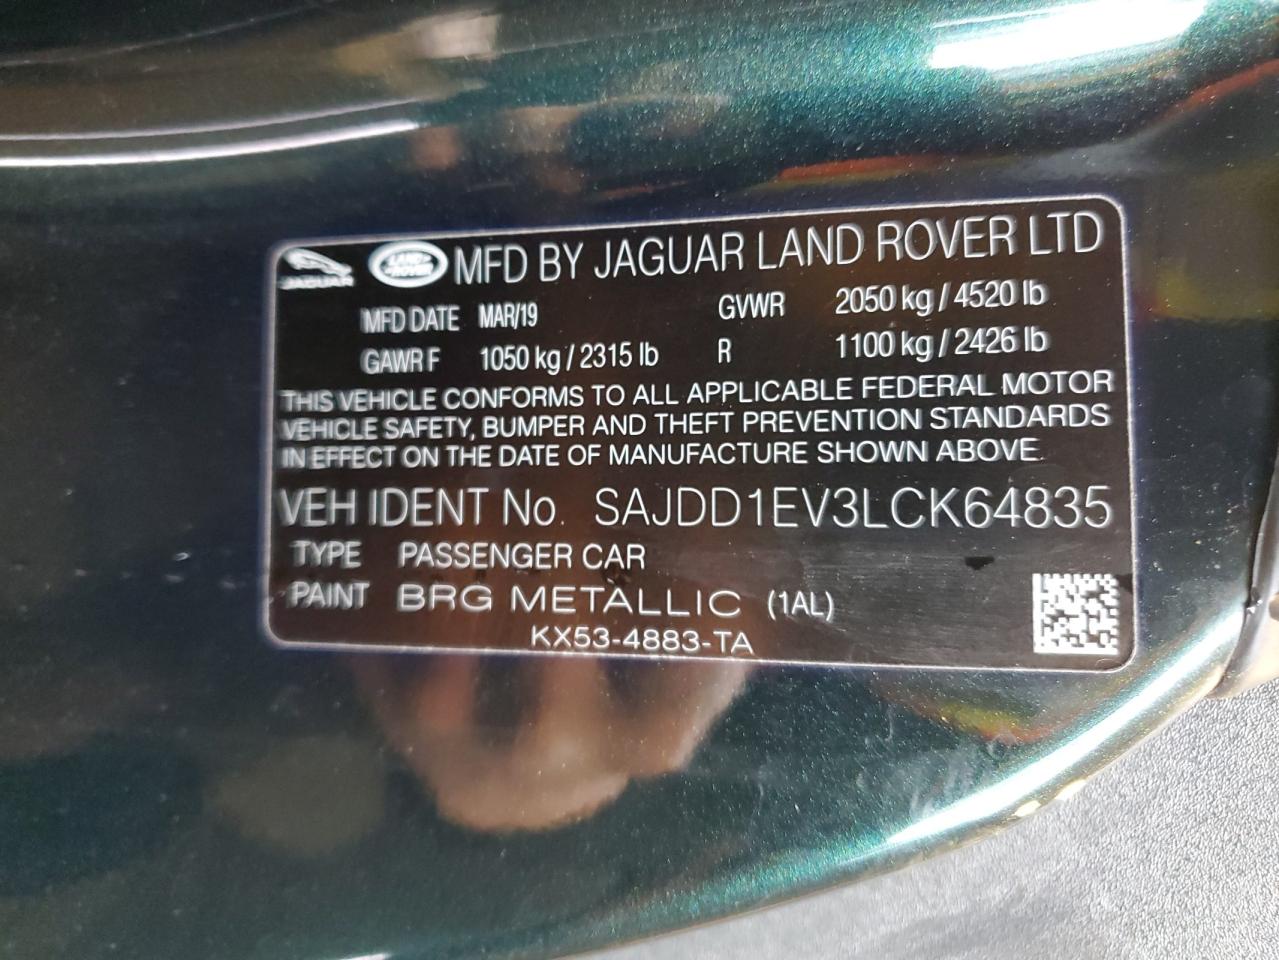 JAGUAR LAND ROVER MFD BY JAGUAR LAND ROVER LTD
MFD DATE MAR/19 GVWR 2050 kg / 4520 lb
GAWR F 1050 kg / 2315 lb R 1100 kg / 2426 lb
THIS VEHICLE CONFORMS TO ALL APPLICABLE FEDERAL MOTOR
VEHICLE SAFETY, BUMPER AND THEFT PREVENTION STANDARDS
IN EFFECT ON THE DATE OF MANUFACTURE SHOWN ABOVE.
VEH IDENT No. SAJDD1EV3LCK64835
TYPE PASSENGER CAR
PAINT BRG METALLIC (1AL)
KX53-4883-TA